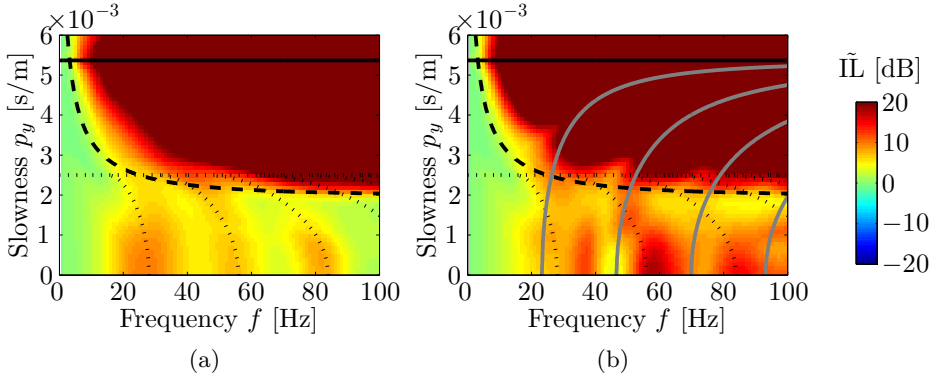 ×10⁻³ ×10⁻³
6 6
5 5
4 4
3 3
2 2
1 1
0 0
Slowness p_y [s/m] Slowness p_y [s/m]
0 20 40 60 80 100 0 20 40 60 80 100
Frequency f [Hz] Frequency f [Hz]
(a) (b)
ĨL [dB]
20
10
0
−10
−20